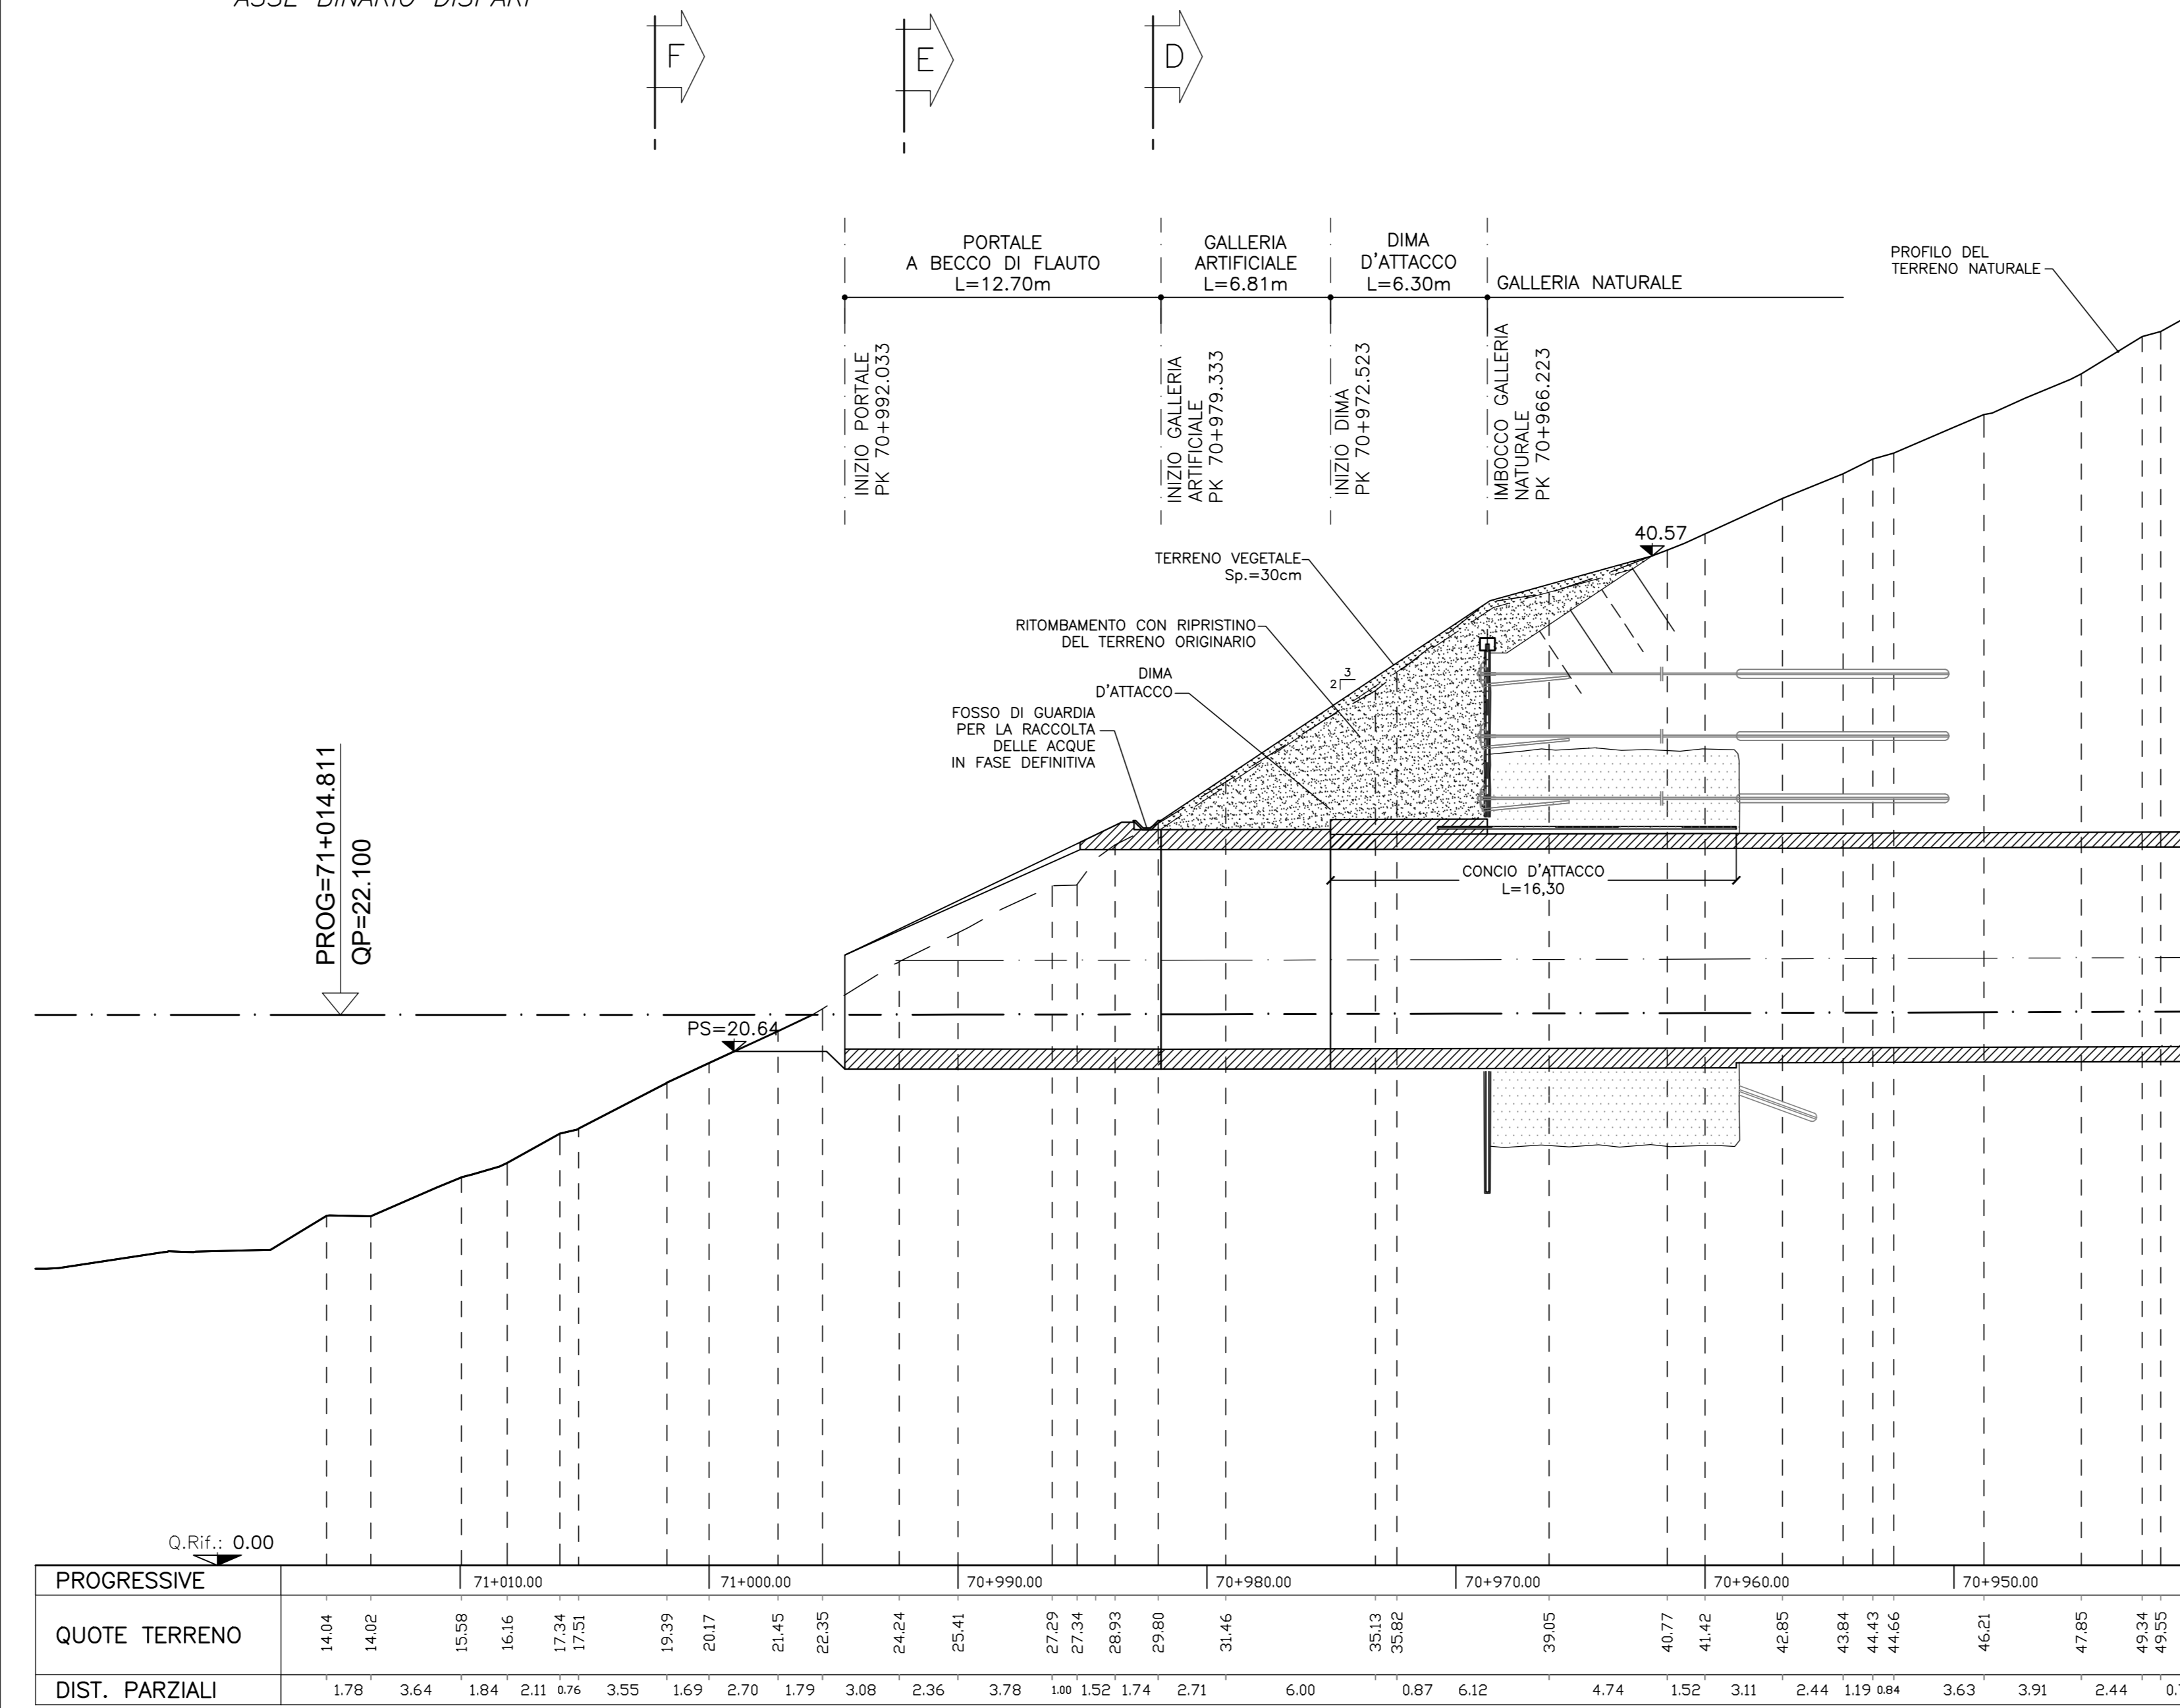 ASSE BINARIO DISPARI
F
E
D
PORTALE
A BECCO DI FLAUTO
L=12.70m
GALLERIA
ARTIFICIALE
L=6.81m
DIMA
D'ATTACCO
L=6.30m
GALLERIA NATURALE
PROFILO DEL
TERRENO NATURALE
INIZIO PORTALE
PK 70+992.033
INIZIO GALLERIA
ARTIFICIALE
PK 70+979.333
INIZIO DIMA
PK 70+972.523
IMBOCCO GALLERIA
NATURALE
PK 70+966.223
40.57
TERRENO VEGETALE
Sp.=30cm
RITOMBAMENTO CON RIPRISTINO
DEL TERRENO ORIGINARIO
DIMA
D'ATTACCO
3
2
FOSSO DI GUARDIA
PER LA RACCOLTA
DELLE ACQUE
IN FASE DEFINITIVA
PROG=71+014.811
QP=22.100
CONCIO D'ATTACCO
L=16,30
PS=20.64
Q.Rif.: 0.00
PROGRESSIVE 71+010.00 71+000.00 70+990.00 70+980.00 70+970.00 70+960.00 70+950.00
QUOTE TERRENO 14.04 14.02 15.58 16.16 17.34 17.51 19.39 20.17 21.45 22.35 24.24 25.41 27.29 27.34 28.93 29.80 31.46 35.13 35.82 39.05 40.77 41.42 42.85 43.84 44.43 44.66 46.21 47.85 49.34 49.55
DIST. PARZIALI 1.78 3.64 1.84 2.11 0.76 3.55 1.69 2.70 1.79 3.08 2.36 3.78 1.00 1.52 1.74 2.71 6.00 0.87 6.12 4.74 1.52 3.11 2.44 1.19 0.84 3.63 3.91 2.44